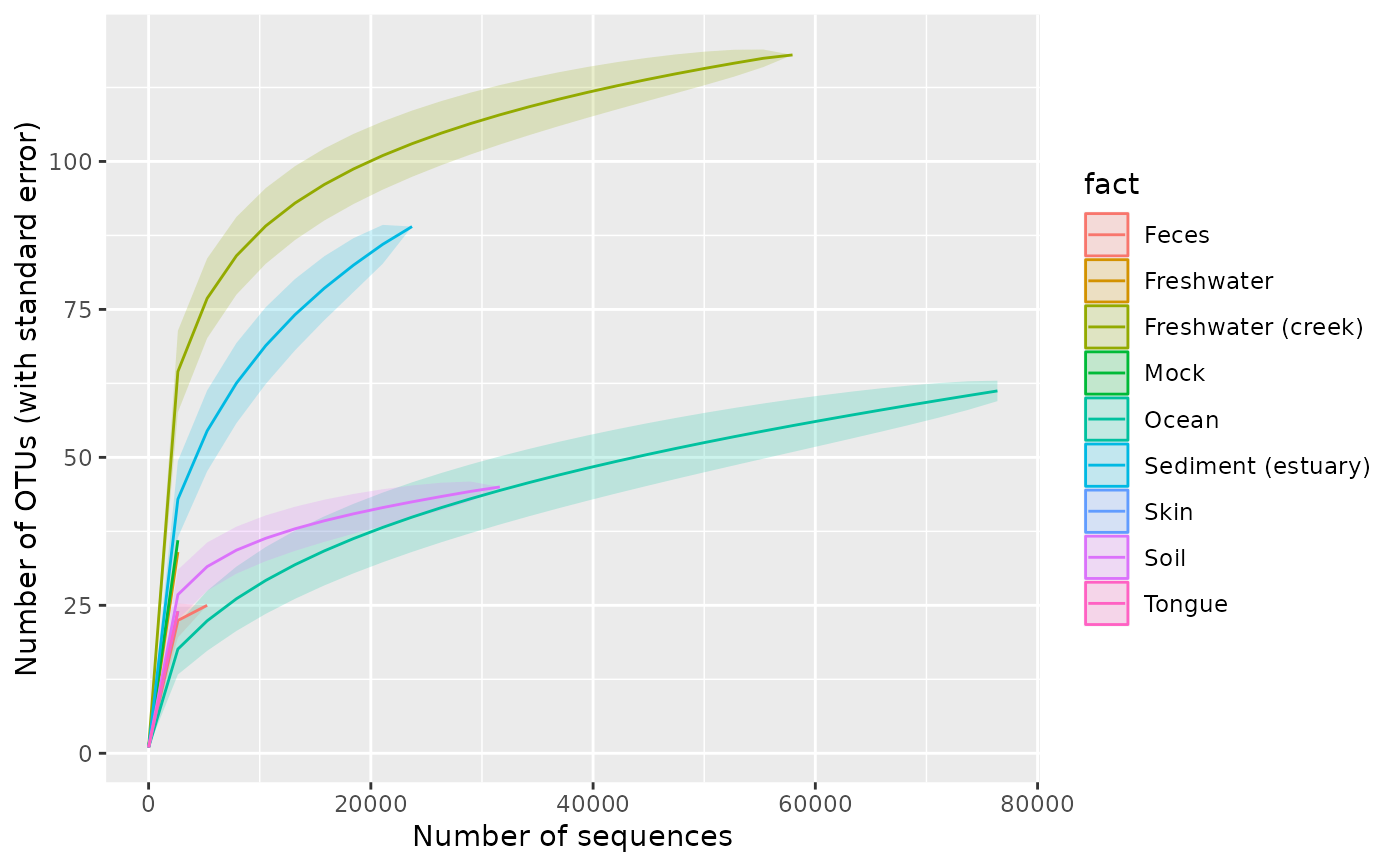 Number of OTUs (with standard error)
100
75
50
25
0
0 20000 40000 60000 80000
Number of sequences
fact
Feces
Freshwater
Freshwater (creek)
Mock
Ocean
Sediment (estuary)
Skin
Soil
Tongue